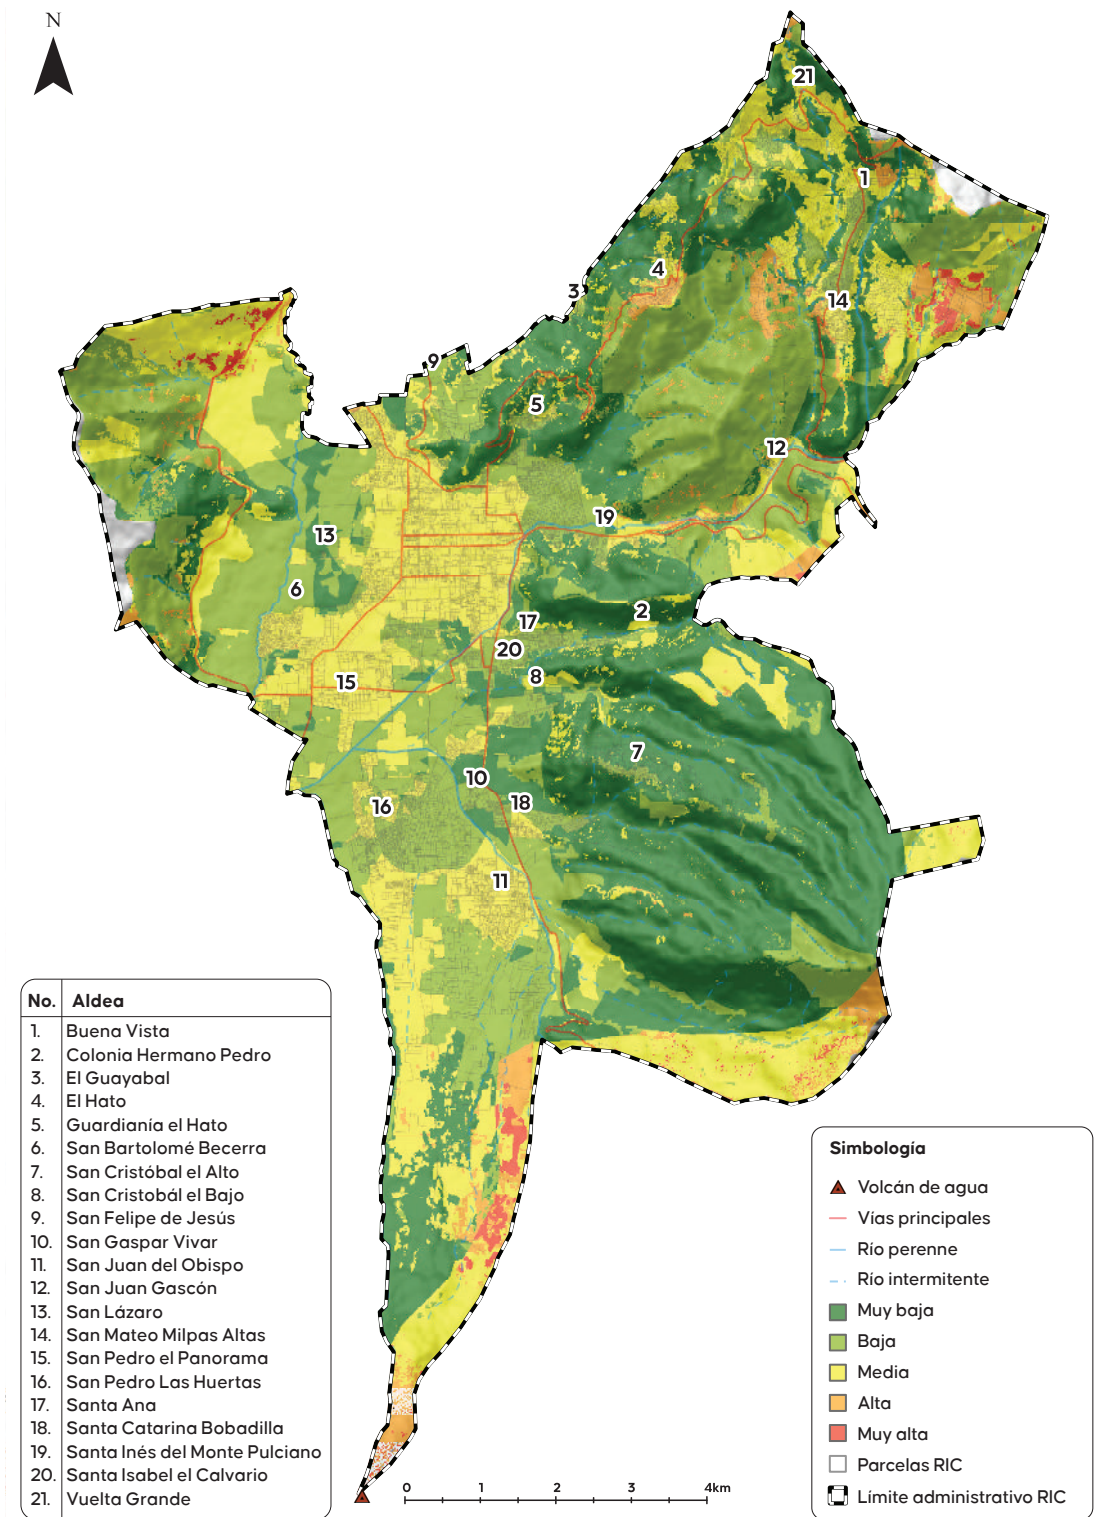 N
21
1
4
3
14
9
5
12
19
13
6
2
17
20
8
15
7
10
18
16
11
No. Aldea
1. Buena Vista
2. Colonia Hermano Pedro
3. El Guayabal
4. El Hato
5. Guardianía el Hato
6. San Bartolomé Becerra
7. San Cristóbal el Alto
8. San Cristobál el Bajo
9. San Felipe de Jesús
10. San Gaspar Vivar
11. San Juan del Obispo
12. San Juan Gascón
13. San Lázaro
14. San Mateo Milpas Altas
15. San Pedro el Panorama
16. San Pedro Las Huertas
17. Santa Ana
18. Santa Catarina Bobadilla
19. Santa Inés del Monte Pulciano
20. Santa Isabel el Calvario
21. Vuelta Grande
Simbología
Volcán de agua
Vías principales
Río perenne
Río intermitente
Muy baja
Baja
Media
Alta
Muy alta
Parcelas RIC
Límite administrativo RIC
0 1 2 3 4km